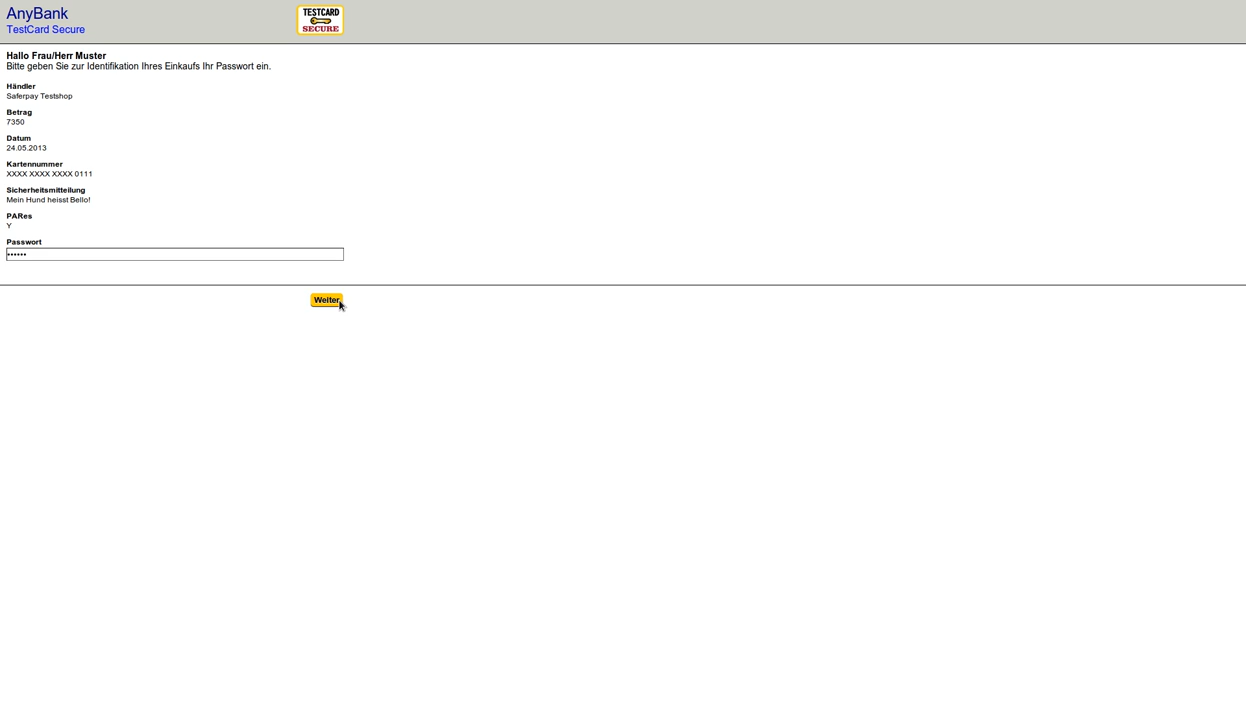 AnyBank
TestCard Secure
TESTCARD
SECURE
Hallo Frau/Herr Muster
Bitte geben Sie zur Identifikation Ihres Einkaufs Ihr Passwort ein.
Händler
Saferpay Testshop
Betrag
7350
Datum
24.05.2013
Kartennummer
XXXX XXXX XXXX 0111
Sicherheitsmitteilung
Mein Hund heisst Bello!
PARes
Y
Passwort
••••••
Weiter